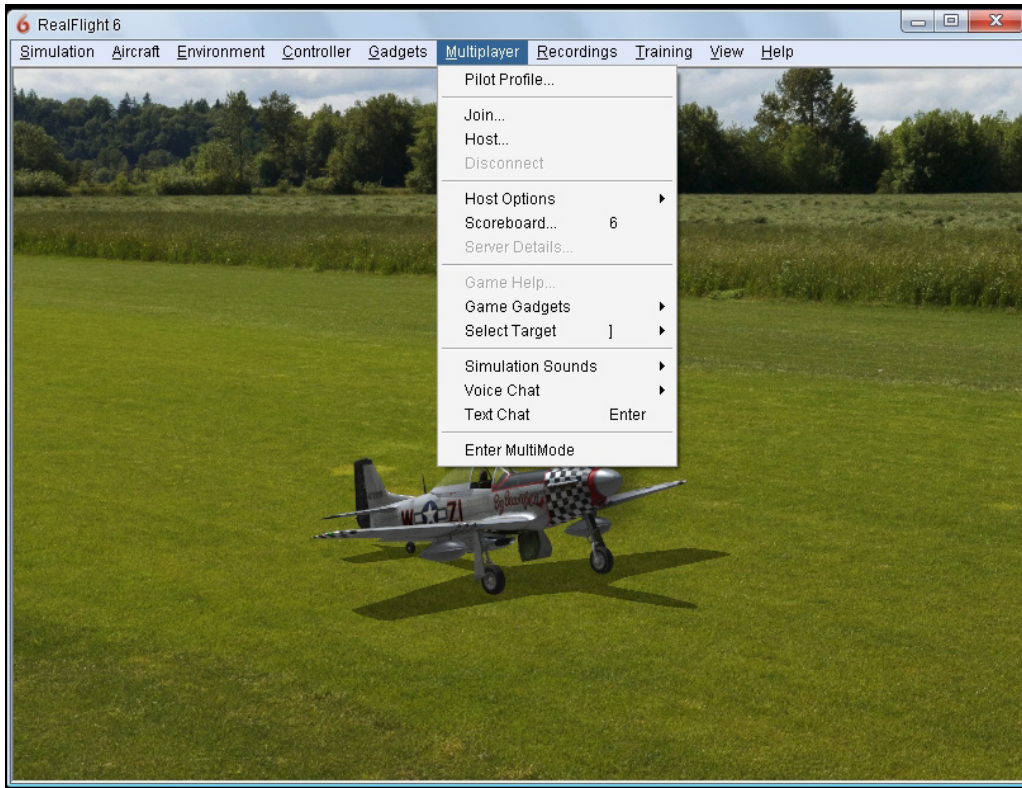 6 RealFlight 6
Simulation Aircraft Environment Controller Gadgets Multiplayer Recordings Training View Help
Pilot Profile...
Join...
Host...
Disconnect
Host Options
Scoreboard... 6
Server Details...
Game Help...
Game Gadgets
Select Target ]
Simulation Sounds
Voice Chat
Text Chat Enter
Enter MultiMode
W ZI